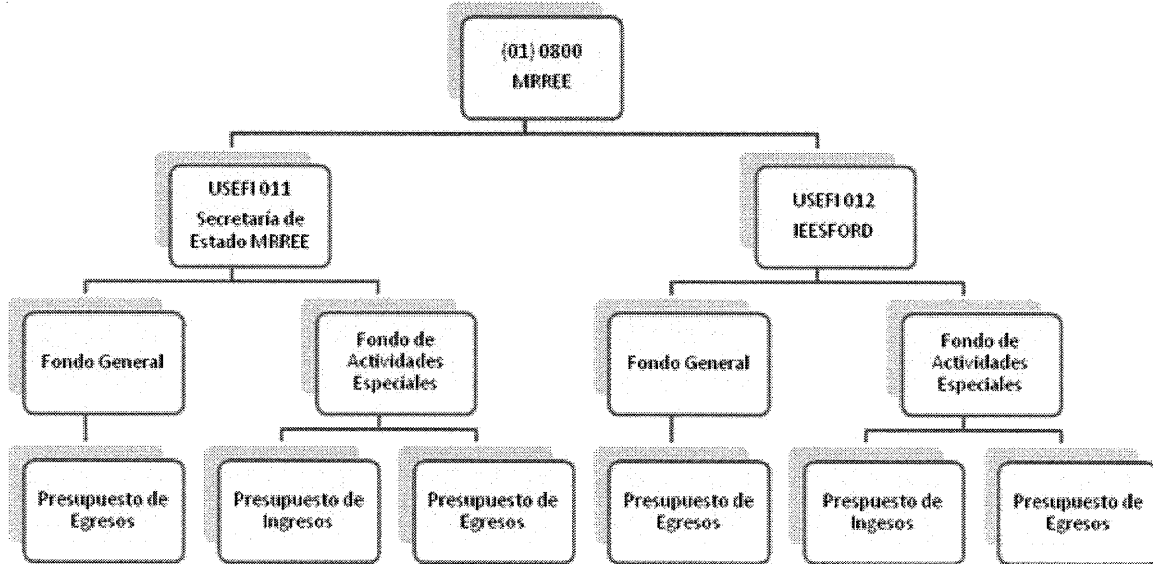 (01) 0800
MRREE
USEFI 011
Secretaría de
Estado MRREE
USEFI 012
IEESFORD
Fondo General
Fondo de
Actividades
Especiales
Fondo General
Fondo de
Actividades
Especiales
Presupuesto de
Egresos
Presupuesto de
Ingresos
Presupuesto de
Egresos
Presupuesto de
Egresos
Prespuesto de
Ingesos
Presupuesto de
Egresos